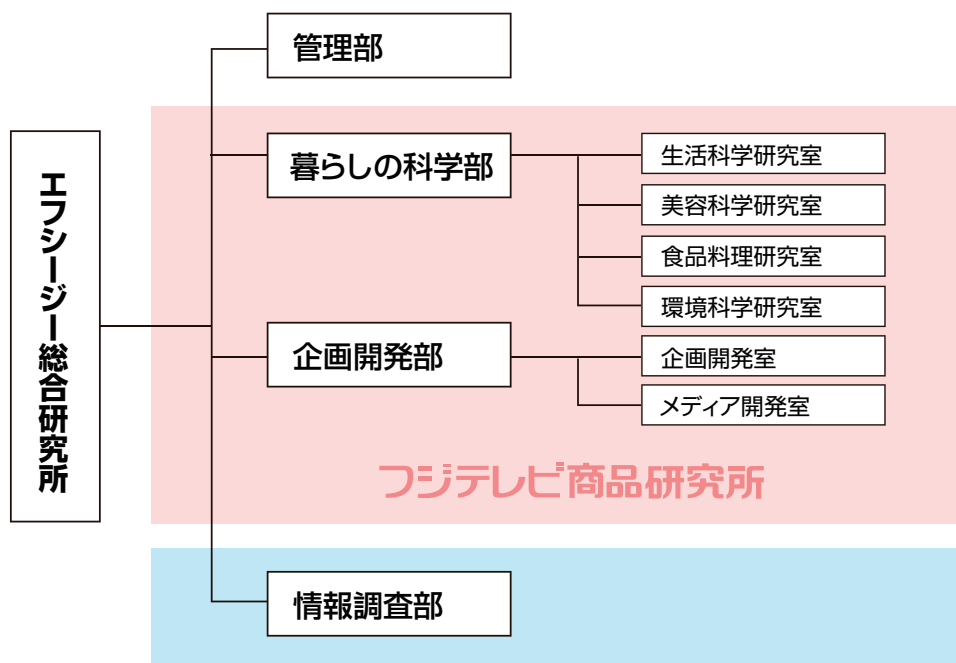 エフシージー総合研究所
管理部
暮らしの科学部
生活科学研究室
美容科学研究室
食品料理研究室
環境科学研究室
企画開発部
企画開発室
メディア開発室
フジテレビ商品研究所
情報調査部